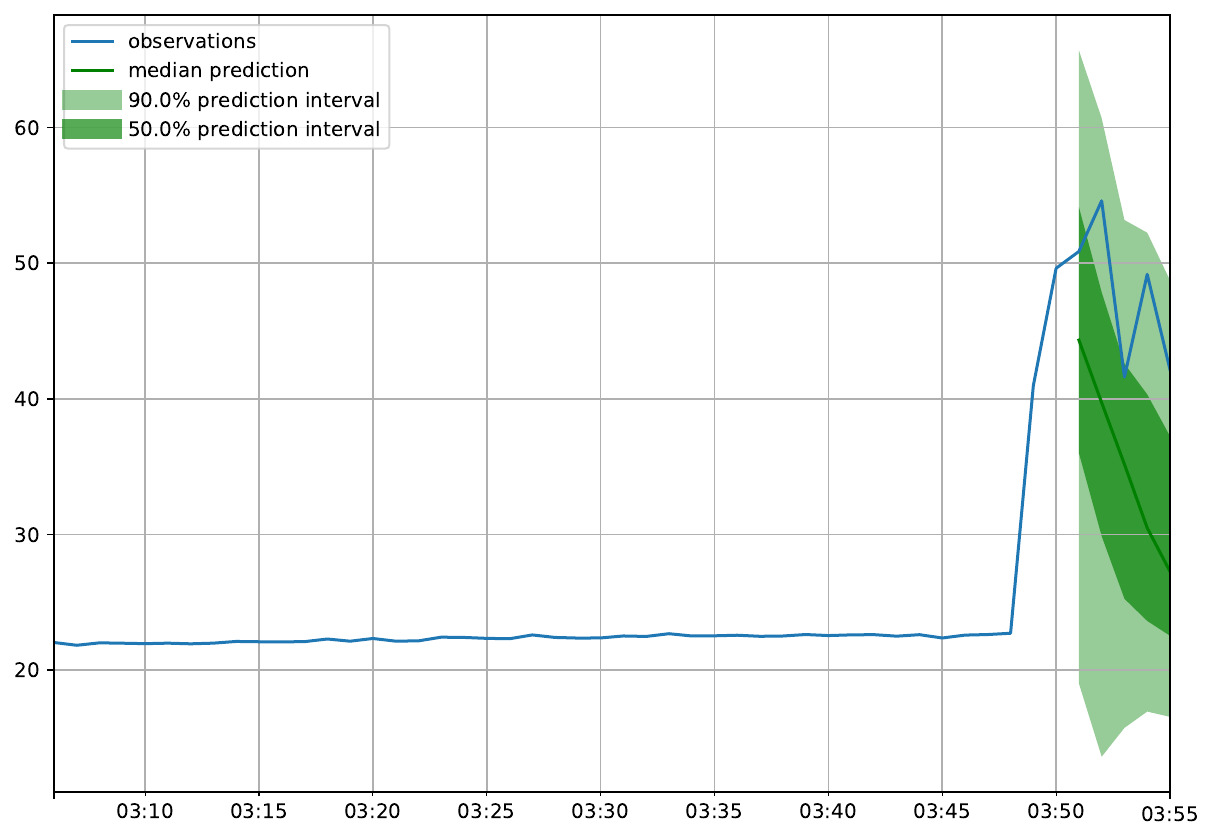 observations
median prediction
90.0% prediction interval
50.0% prediction interval
60
50
40
30
20
03:10 03:15 03:20 03:25 03:30 03:35 03:40 03:45 03:50 03:55